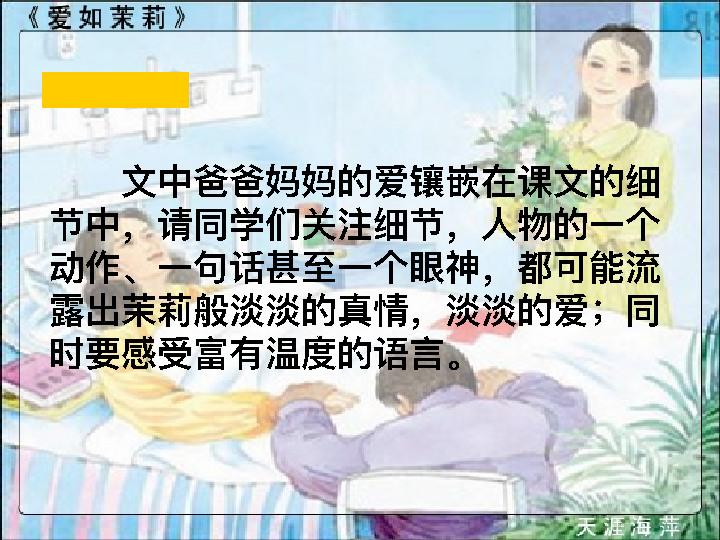 《爱如茉莉》
文中爸爸妈妈的爱镶嵌在课文的细
节中，请同学们关注细节，人物的一个
动作、一句话甚至一个眼神，都可能流
露出茉莉般淡淡的真情，淡淡的爱；同
时要感受富有温度的语言。
天涯海萍